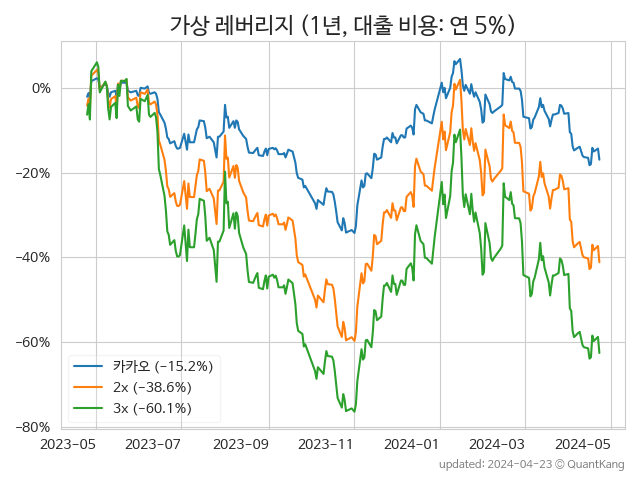 가상 레버리지 (1년, 대출 비용: 연 5%)
0%
−20%
−40%
−60%
−80%
카카오 (−15.2%)
2x (−38.6%)
3x (−60.1%)
2023-05 2023-07 2023-09 2023-11 2024-01 2024-03 2024-05
updated: 2024-04-23 © QuantKang